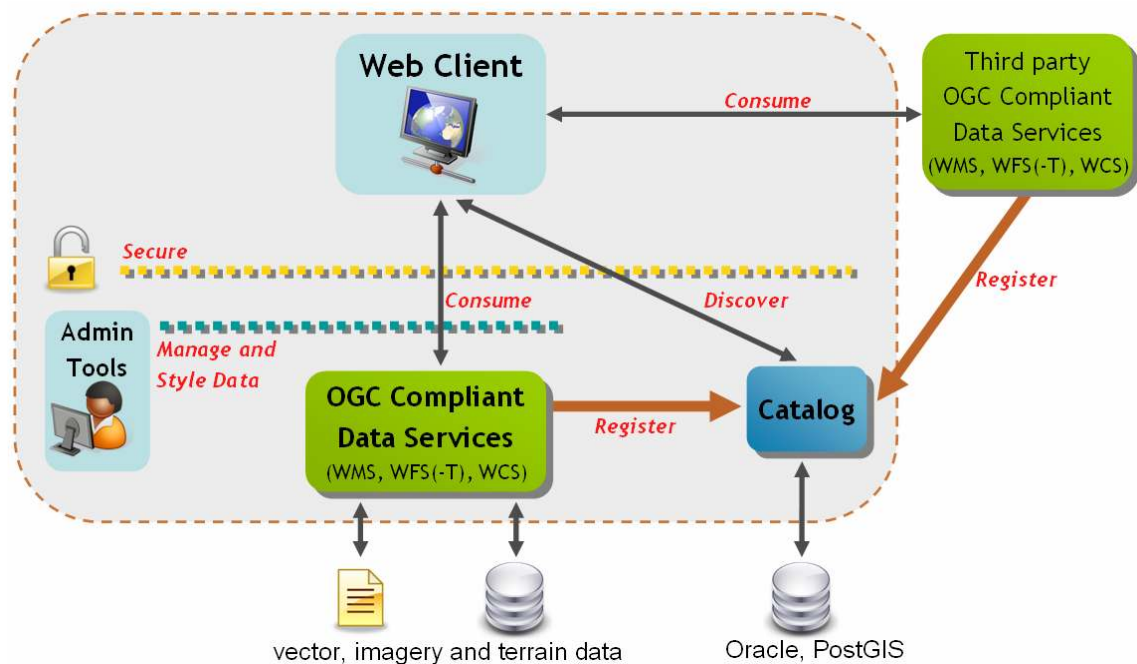 Web Client
Consume
Third party
OGC Compliant
Data Services
(WMS, WFS(-T), WCS)
Secure
Consume
Discover
Register
Admin
Tools
Manage and
Style Data
OGC Compliant
Data Services
(WMS, WFS(-T), WCS)
Register
Catalog
vector, imagery and terrain data
Oracle, PostGIS